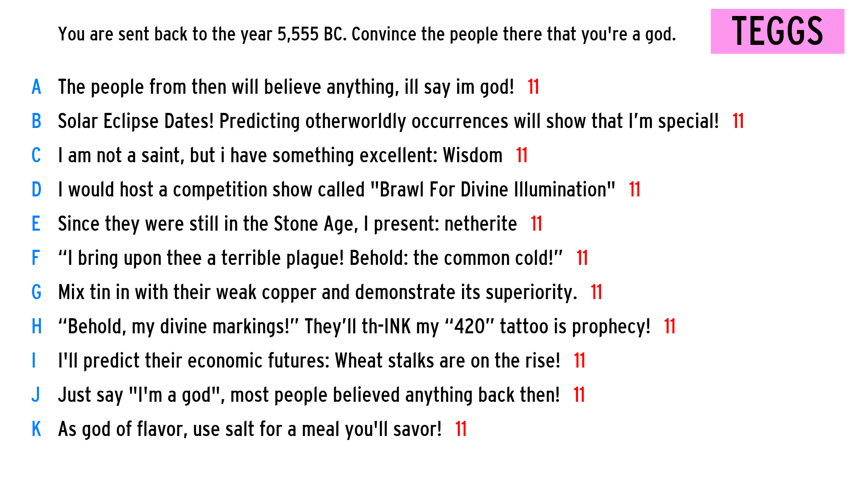 You are sent back to the year 5,555 BC. Convince the people there that you're a god.
TEGGS
A The people from then will believe anything, ill say im god! 11
B Solar Eclipse Dates! Predicting otherworldly occurrences will show that I’m special! 11
C I am not a saint, but i have something excellent: Wisdom 11
D I would host a competition show called "Brawl For Divine Illumination" 11
E Since they were still in the Stone Age, I present: netherite 11
F “I bring upon thee a terrible plague! Behold: the common cold!” 11
G Mix tin in with their weak copper and demonstrate its superiority. 11
H “Behold, my divine markings!” They’ll th-INK my “420” tattoo is prophecy! 11
I I'll predict their economic futures: Wheat stalks are on the rise! 11
J Just say "I'm a god", most people believed anything back then! 11
K As god of flavor, use salt for a meal you'll savor! 11